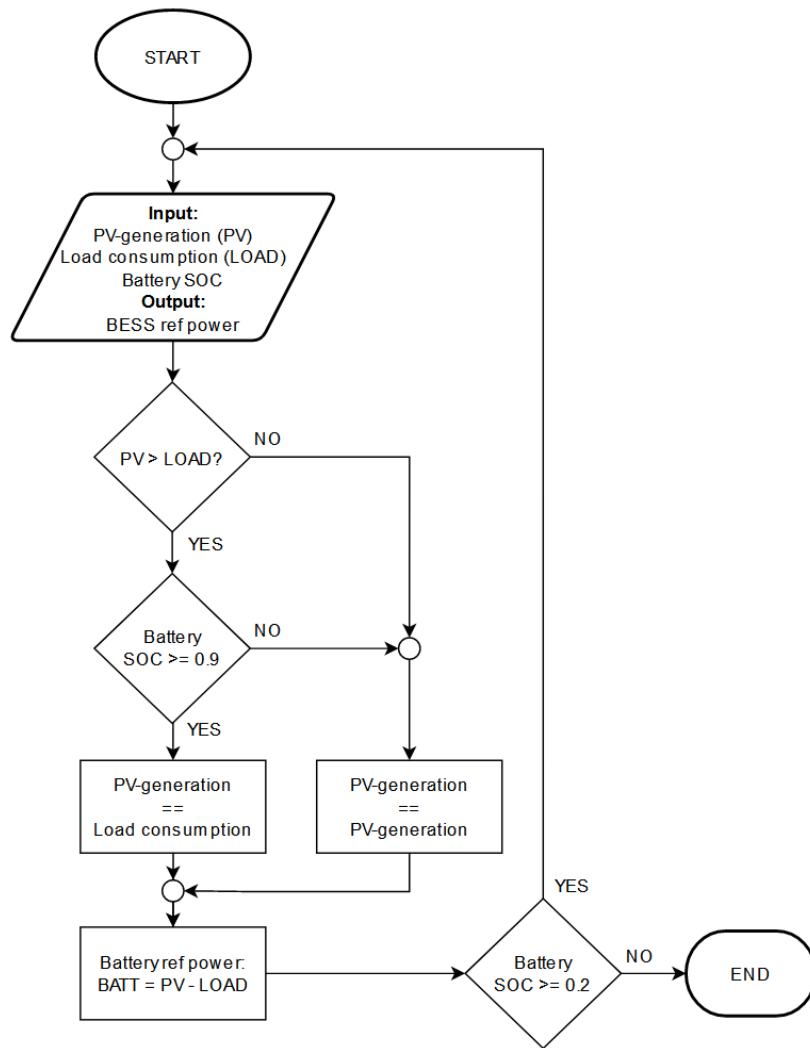 START
Input:
PV-generation (PV)
Load consumption (LOAD)
Battery SOC
Output:
BESS ref power
PV > LOAD?
NO
YES
Battery
SOC >= 0.9
NO
YES
PV-generation
==
Load consumption
PV-generation
==
PV-generation
Battery ref power:
BATT = PV - LOAD
YES
Battery
SOC >= 0.2
NO
END